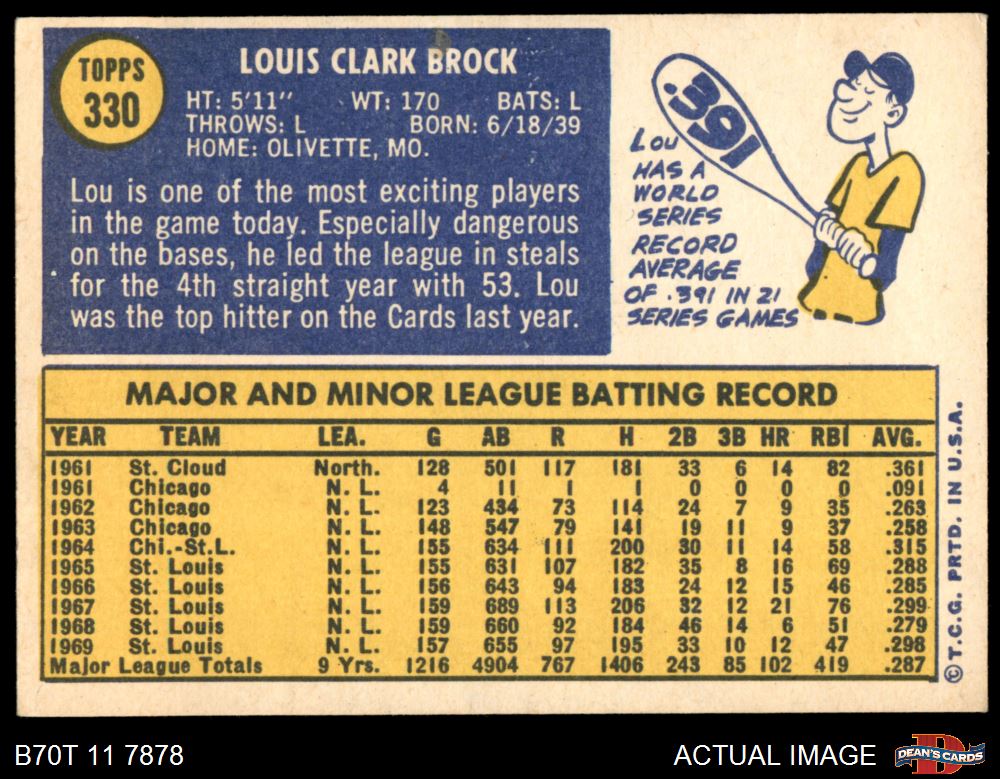 TOPPS
330
LOUIS CLARK BROCK
HT: 5'11" WT: 170 BATS: L
THROWS: L BORN: 6/18/39
HOME: OLIVETTE, MO.
Lou is one of the most exciting players
in the game today. Especially dangerous
on the bases, he led the league in steals
for the 4th straight year with 53. Lou
was the top hitter on the Cards last year.
.391
LOU
HAS A
WORLD
SERIES
RECORD
AVERAGE
OF .391 IN 21
SERIES GAMES
MAJOR AND MINOR LEAGUE BATTING RECORD
YEAR TEAM LEA. G AB R H 2B 3B HR RBI AVG.
1961 St. Cloud North. 128 501 117 181 33 6 14 82 .361
1961 Chicago N. L. 4 11 1 1 0 0 0 0 .091
1962 Chicago N. L. 123 434 73 114 24 7 9 35 .263
1963 Chicago N. L. 148 547 79 141 19 11 9 37 .258
1964 Chi.-St.L. N. L. 155 634 111 200 30 11 14 58 .315
1965 St. Louis N. L. 155 631 107 182 35 8 16 69 .288
1966 St. Louis N. L. 156 643 94 183 24 12 15 46 .285
1967 St. Louis N. L. 159 689 113 206 32 12 21 76 .299
1968 St. Louis N. L. 159 660 92 184 46 14 6 51 .279
1969 St. Louis N. L. 157 655 97 195 33 10 12 47 .298
Major League Totals 9 Yrs. 1216 4904 767 1406 243 85 102 419 .287
© T.C.G. PRTD. IN U.S.A.
B70T 11 7878
ACTUAL IMAGE
DEAN'S CARDS